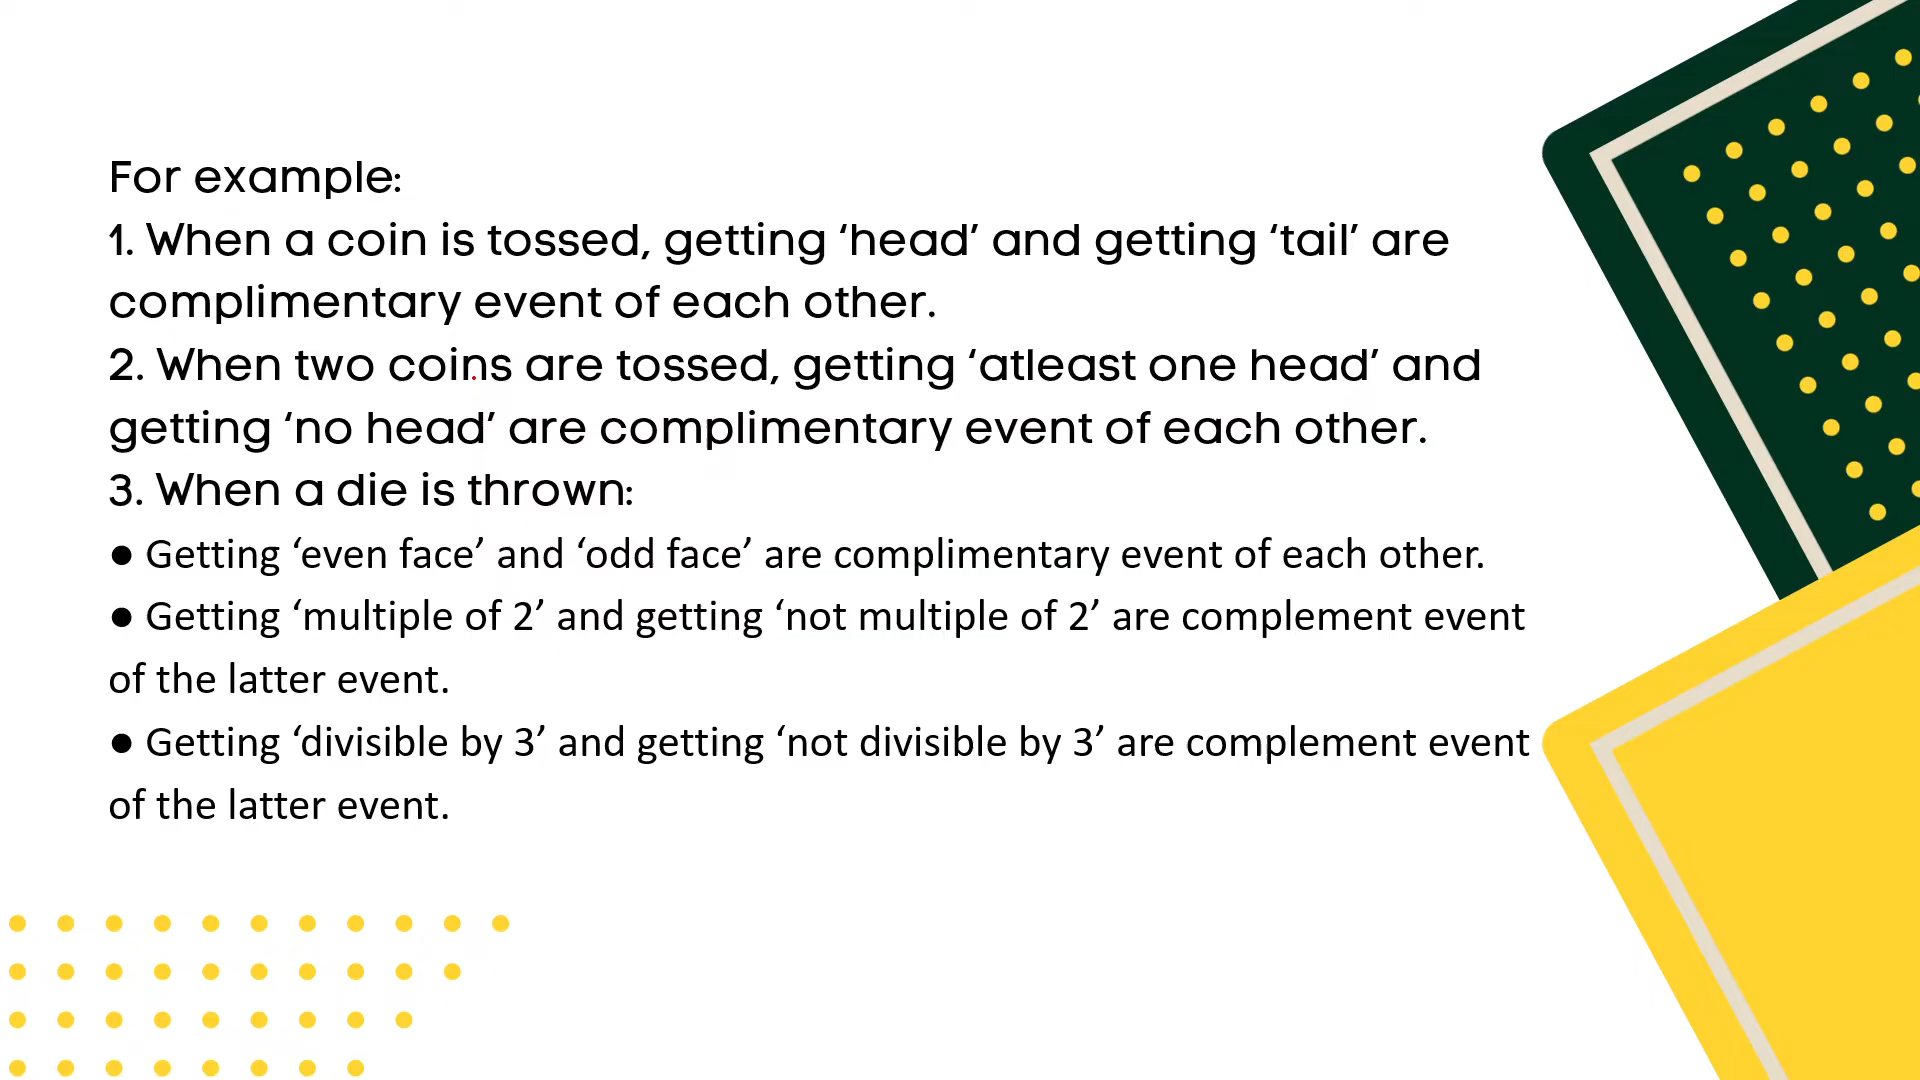 For example:
1. When a coin is tossed, getting ‘head’ and getting ‘tail’ are
complimentary event of each other.
2. When two coins are tossed, getting ‘atleast one head’ and
getting ‘no head’ are complimentary event of each other.
3. When a die is thrown:
● Getting ‘even face’ and ‘odd face’ are complimentary event of each other.
● Getting ‘multiple of 2’ and getting ‘not multiple of 2’ are complement event
of the latter event.
● Getting ‘divisible by 3’ and getting ‘not divisible by 3’ are complement event
of the latter event.